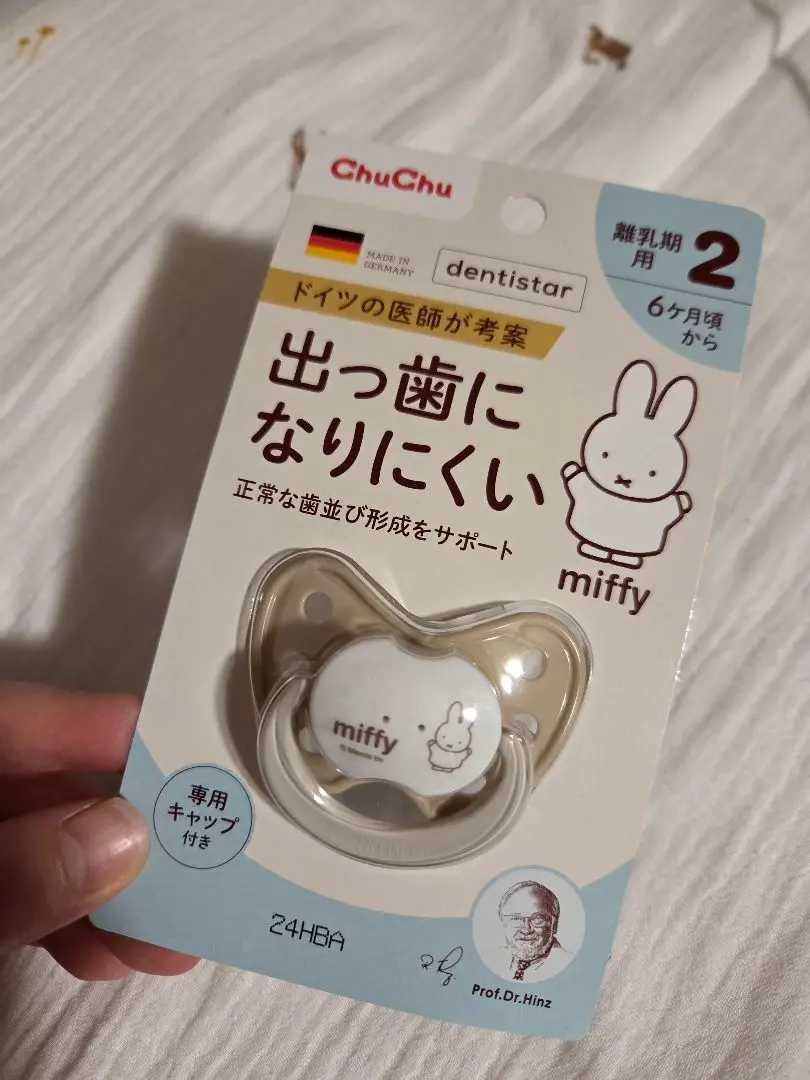 ChuChu
MADE IN
GERMANY
dentistar
離乳期
用
2
6ケ月頃
から
ドイツの医師が考案
出っ歯に
なりにくい
正常な歯並び形成をサポート
miffy
miffy
専用
キャップ
付き
24HBA
Prof.Dr.Hinz